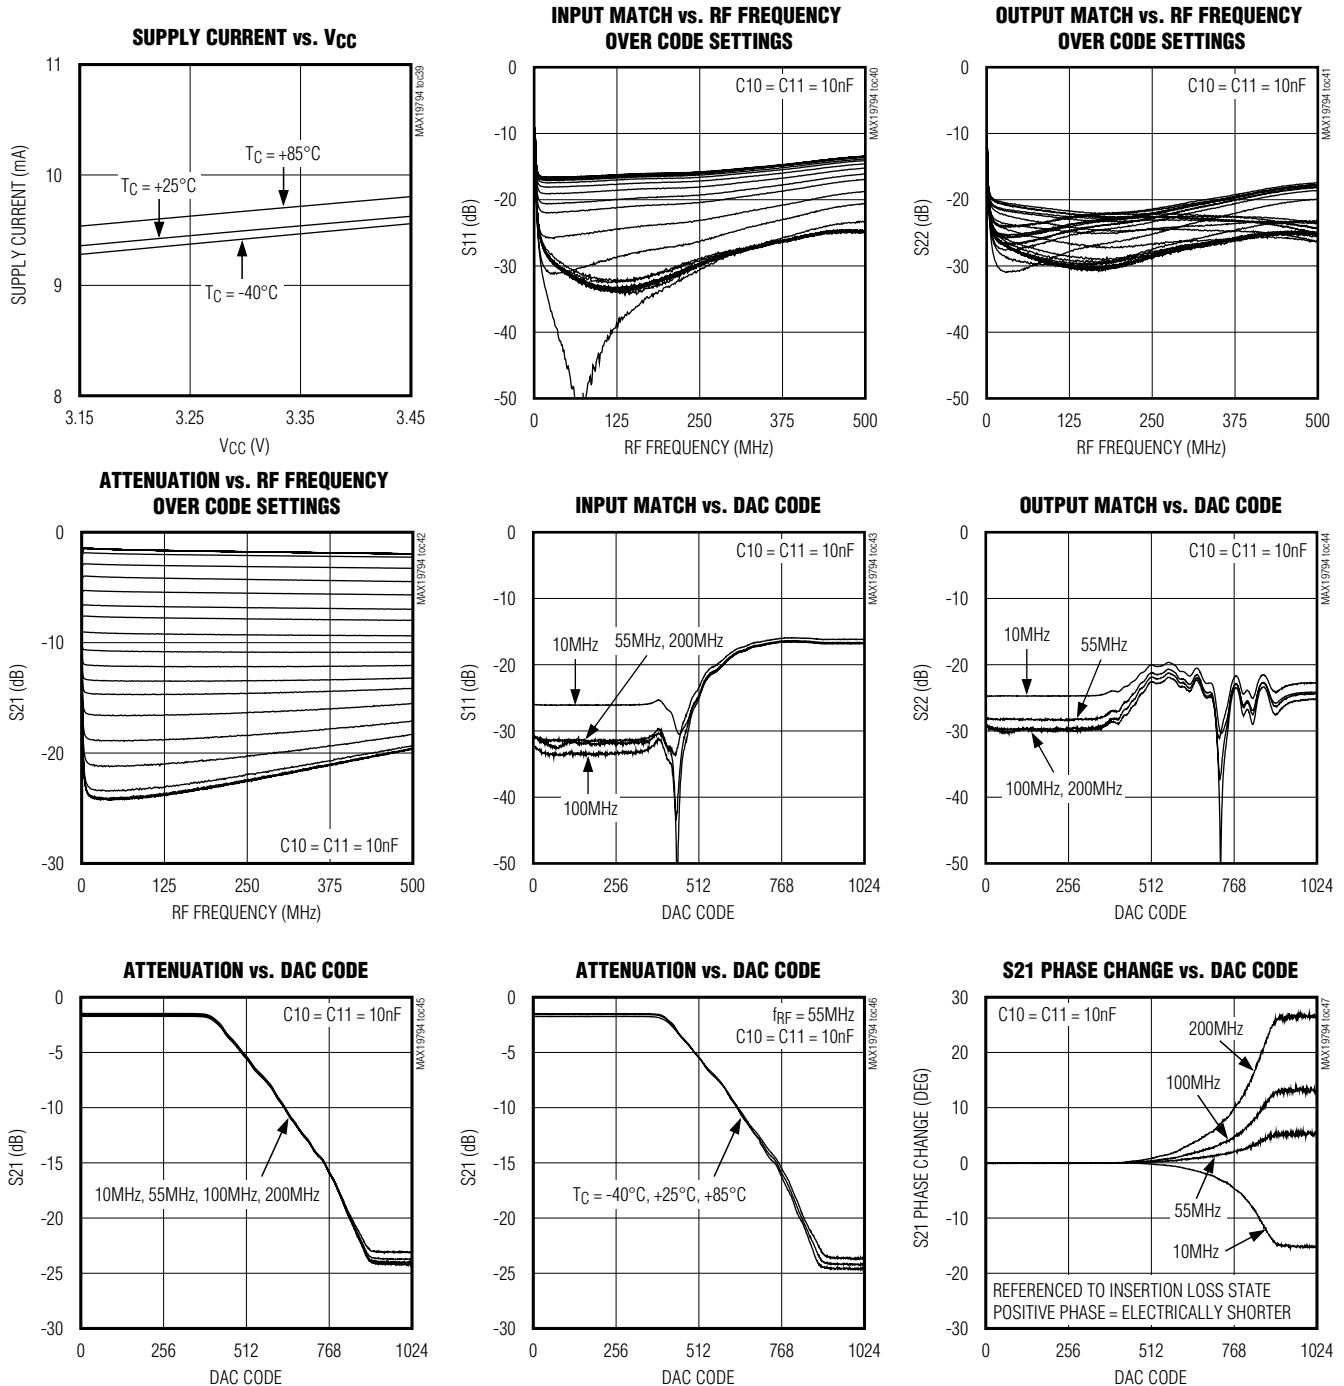 SUPPLY CURRENT vs. VCC
MAX19794 toc39
SUPPLY CURRENT (mA)
11
10
9
8
TC = +85°C
TC = +25°C
TC = -40°C
3.15 3.25 3.35 3.45
VCC (V)
INPUT MATCH vs. RF FREQUENCY
OVER CODE SETTINGS
MAX19794 toc40
C10 = C11 = 10nF
S11 (dB)
0
-10
-20
-30
-40
-50
0 125 250 375 500
RF FREQUENCY (MHz)
OUTPUT MATCH vs. RF FREQUENCY
OVER CODE SETTINGS
MAX19794 toc41
C10 = C11 = 10nF
S22 (dB)
0
-10
-20
-30
-40
-50
0 125 250 375 500
RF FREQUENCY (MHz)
ATTENUATION vs. RF FREQUENCY
OVER CODE SETTINGS
MAX19794 toc42
S21 (dB)
0
-10
-20
-30
C10 = C11 = 10nF
0 125 250 375 500
RF FREQUENCY (MHz)
INPUT MATCH vs. DAC CODE
MAX19794 toc43
C10 = C11 = 10nF
S11 (dB)
0
-10
-20
-30
-40
-50
10MHz
55MHz, 200MHz
100MHz
0 256 512 768 1024
DAC CODE
OUTPUT MATCH vs. DAC CODE
MAX19794 toc44
C10 = C11 = 10nF
S22 (dB)
0
-10
-20
-30
-40
-50
10MHz
55MHz
100MHz, 200MHz
0 256 512 768 1024
DAC CODE
ATTENUATION vs. DAC CODE
MAX19794 toc45
C10 = C11 = 10nF
S21 (dB)
0
-5
-10
-15
-20
-25
-30
10MHz, 55MHz, 100MHz, 200MHz
0 256 512 768 1024
DAC CODE
ATTENUATION vs. DAC CODE
MAX19794 toc46
fRF = 55MHz
C10 = C11 = 10nF
S21 (dB)
0
-5
-10
-15
-20
-25
-30
TC = -40°C, +25°C, +85°C
0 256 512 768 1024
DAC CODE
S21 PHASE CHANGE vs. DAC CODE
MAX19794 toc47
C10 = C11 = 10nF
S21 PHASE CHANGE (DEG)
30
20
10
0
-10
-20
-30
200MHz
100MHz
55MHz
10MHz
REFERENCED TO INSERTION LOSS STATE
POSITIVE PHASE = ELECTRICALLY SHORTER
0 256 512 768 1024
DAC CODE